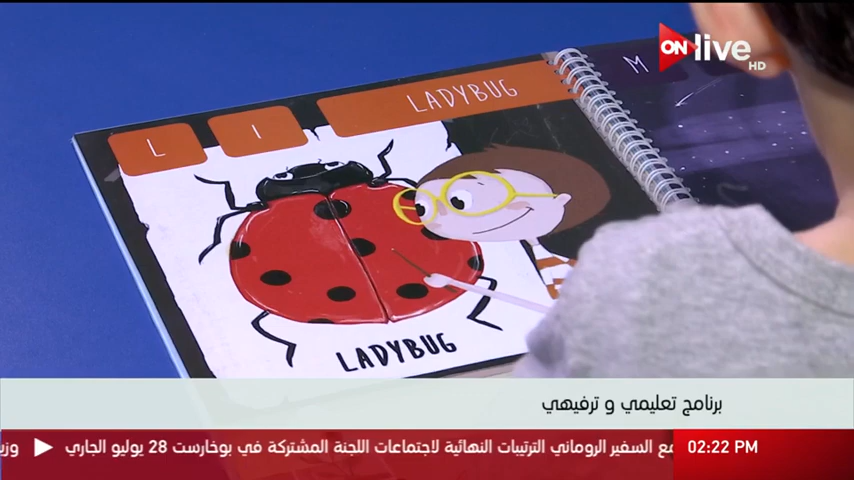 ON live
HD
L
I
LADYBUG
M
LADYBUG
برنامج تعليمي و ترفيهي
مع السفير الروماني الترتيبات النهائية لاجتماعات اللجنة المشتركة في بوخارست 28 يوليو الجاري
02:22 PM